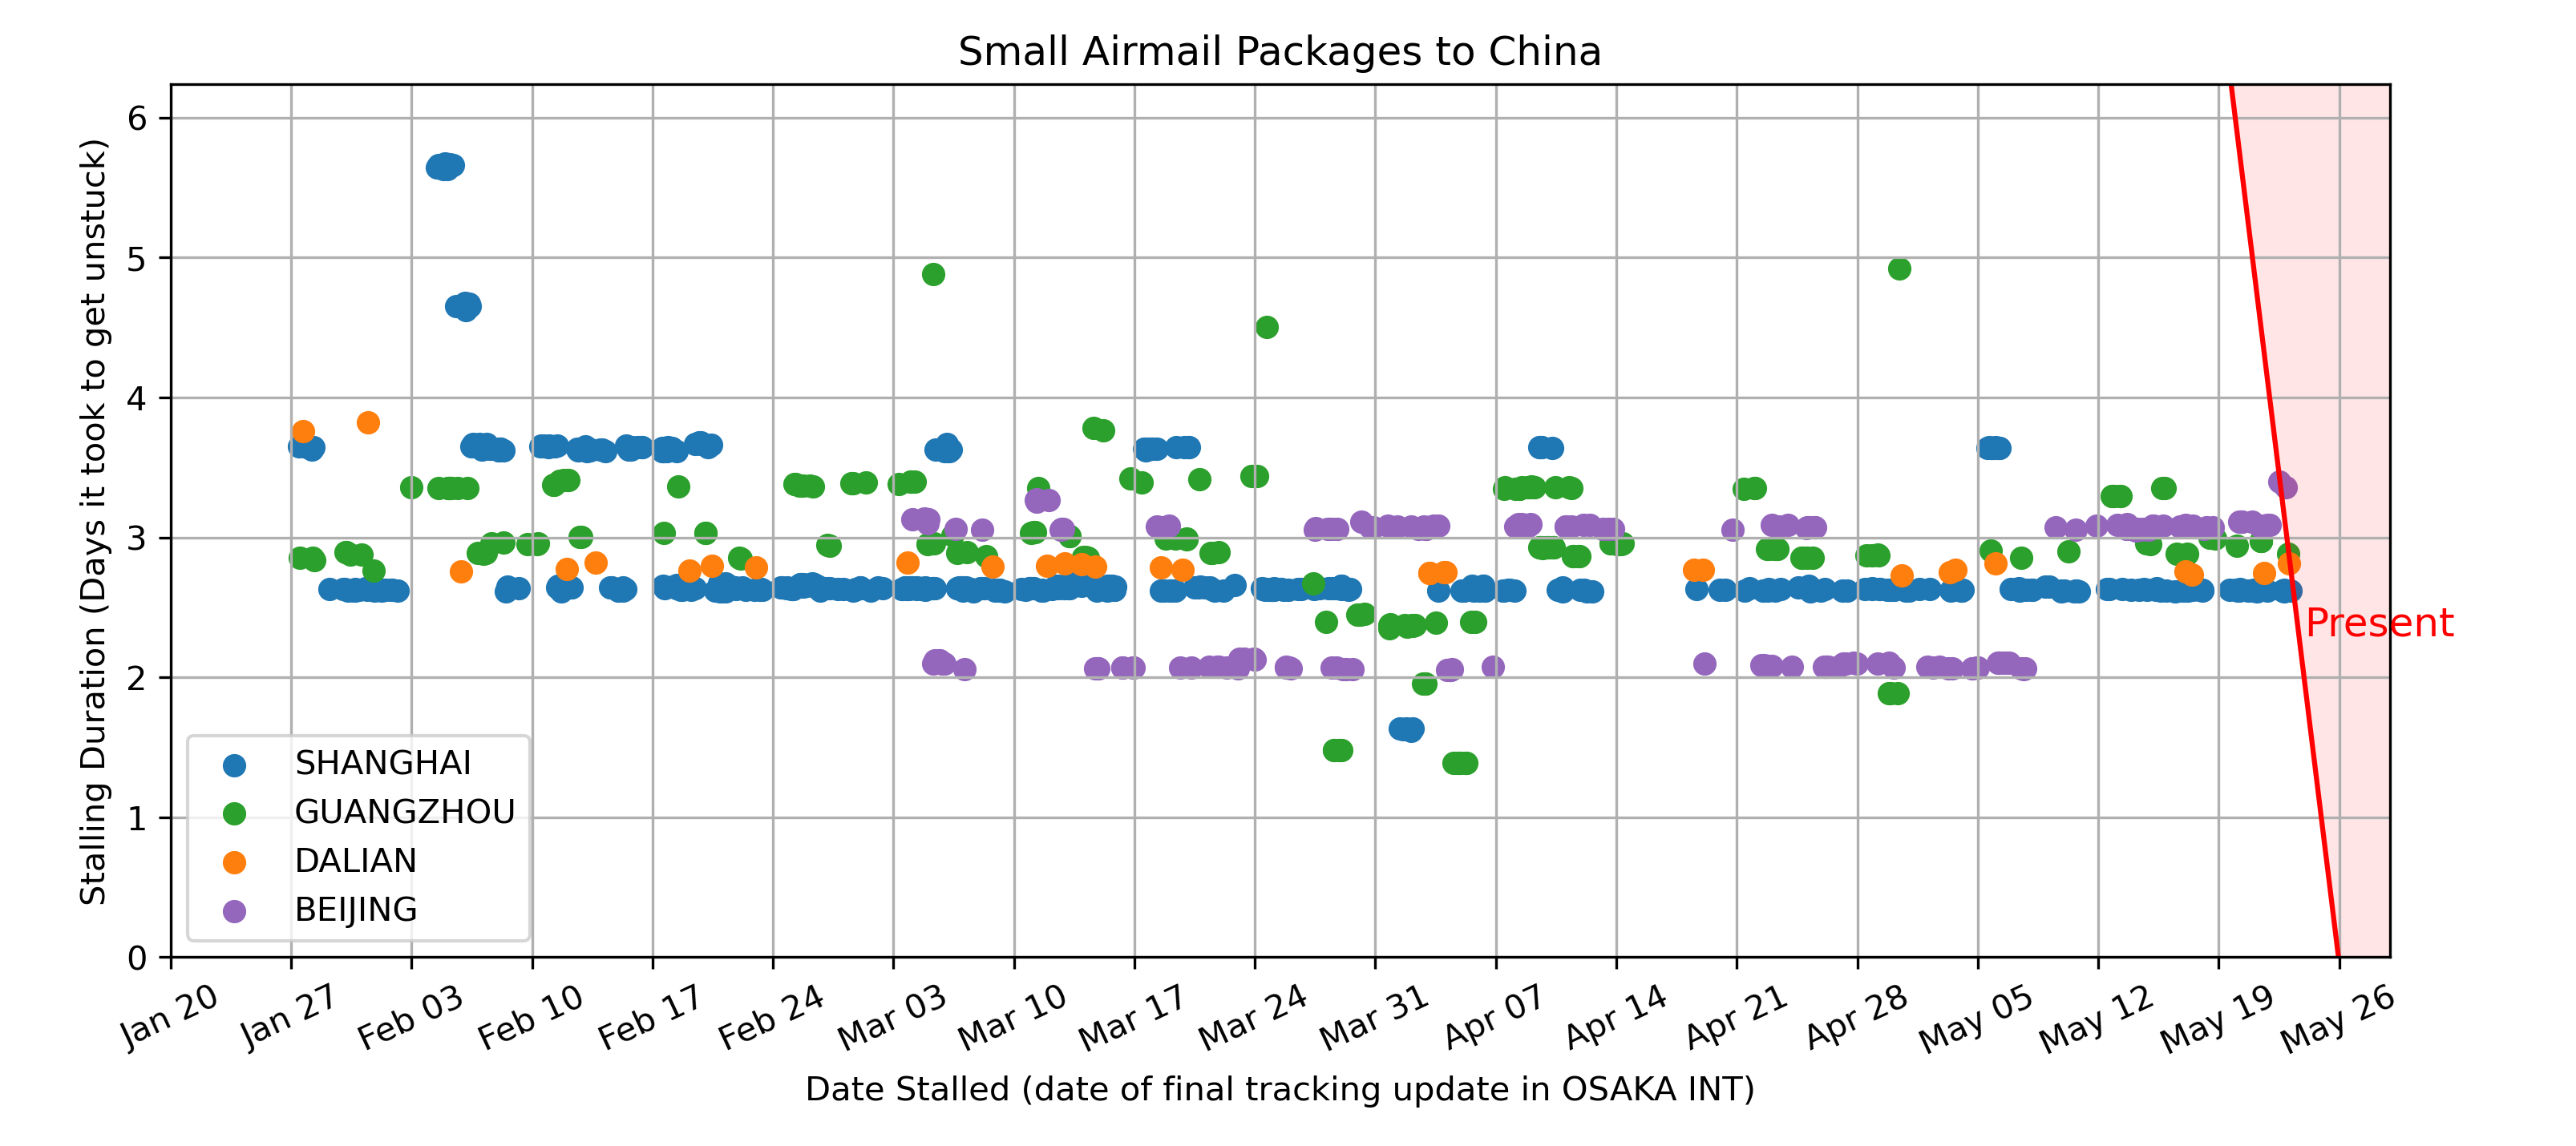 Small Airmail Packages to China
Stalling Duration (Days it took to get unstuck)
6
5
4
3
2
1
0
SHANGHAI
GUANGZHOU
DALIAN
BEIJING
Present
Jan 20
Jan 27
Feb 03
Feb 10
Feb 17
Feb 24
Mar 03
Mar 10
Mar 17
Mar 24
Mar 31
Apr 07
Apr 14
Apr 21
Apr 28
May 05
May 12
May 19
May 26
Date Stalled (date of final tracking update in OSAKA INT)